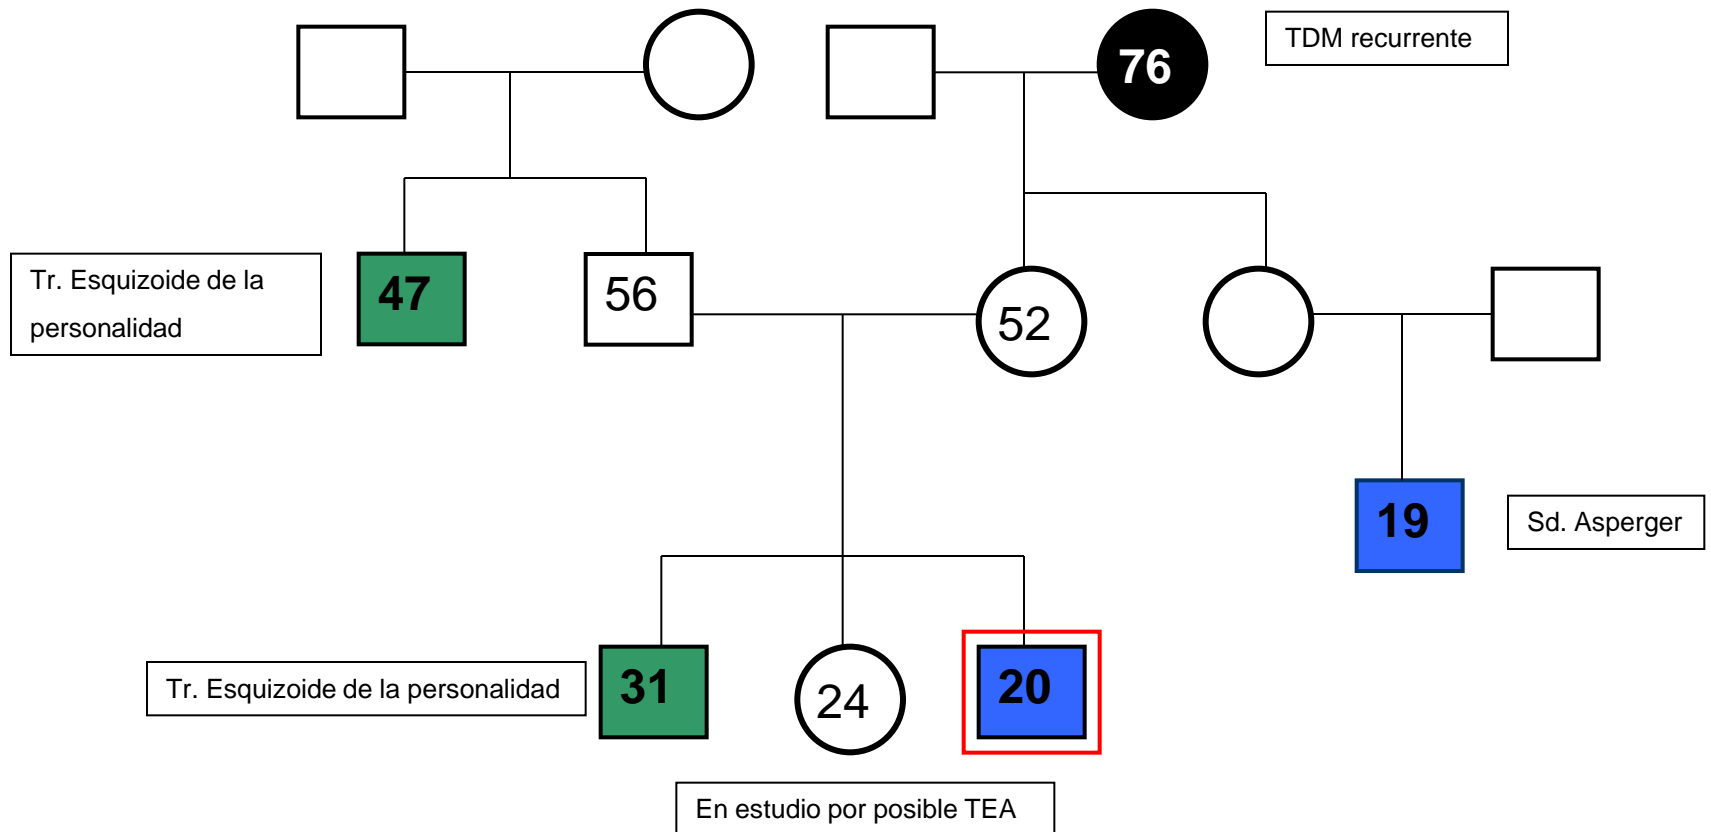 76
TDM recurrente
Tr. Esquizoide de la
personalidad
47
56
52
19
Sd. Asperger
Tr. Esquizoide de la personalidad
31
24
20
En estudio por posible TEA